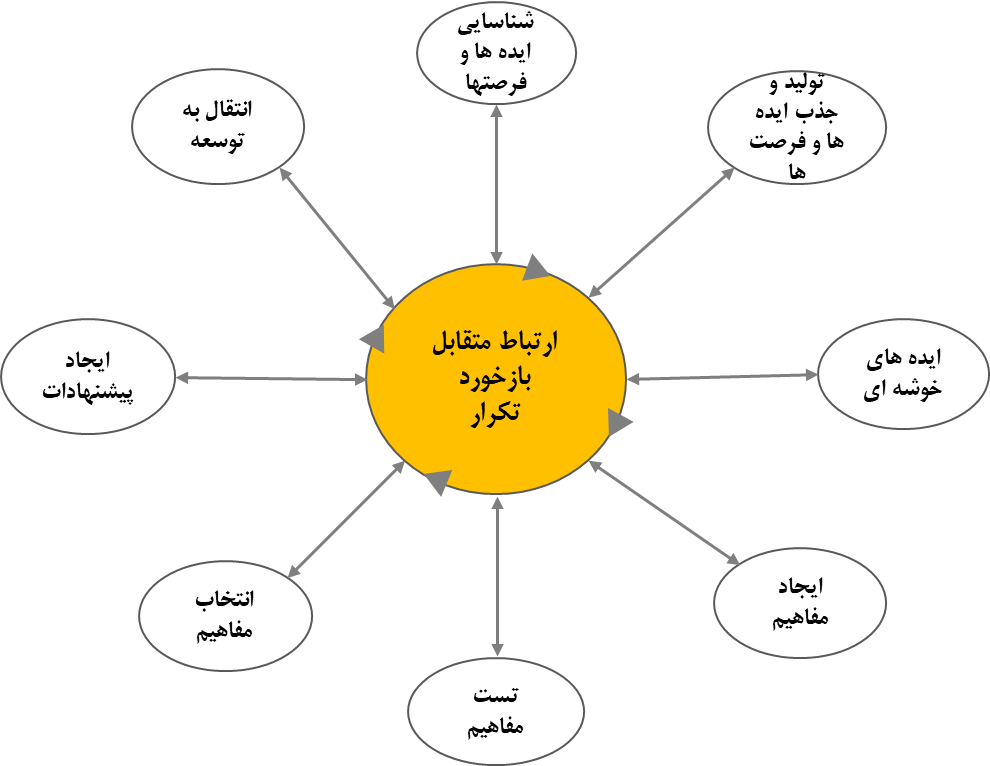 شناسایی
ایده ها و
فرصتها
تولید و
جذب ایده
ها و فرصت
ها
ایده های
خوشه ای
ایجاد
مفاهیم
تست
مفاهیم
انتخاب
مفاهیم
ایجاد
پیشنهادات
انتقال به
توسعه
ارتباط متقابل
بازخورد
تکرار